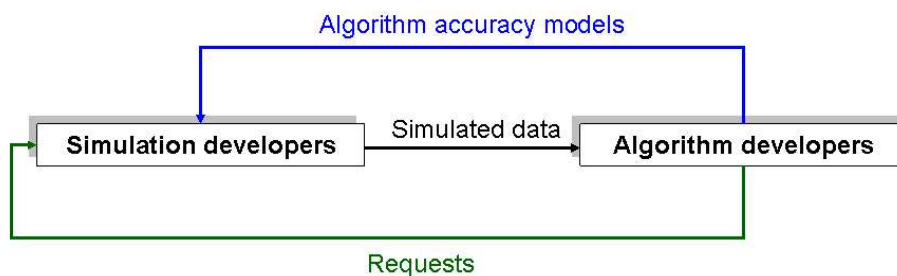 Algorithm accuracy models
Simulated data
Simulation developers
Algorithm developers
Requests